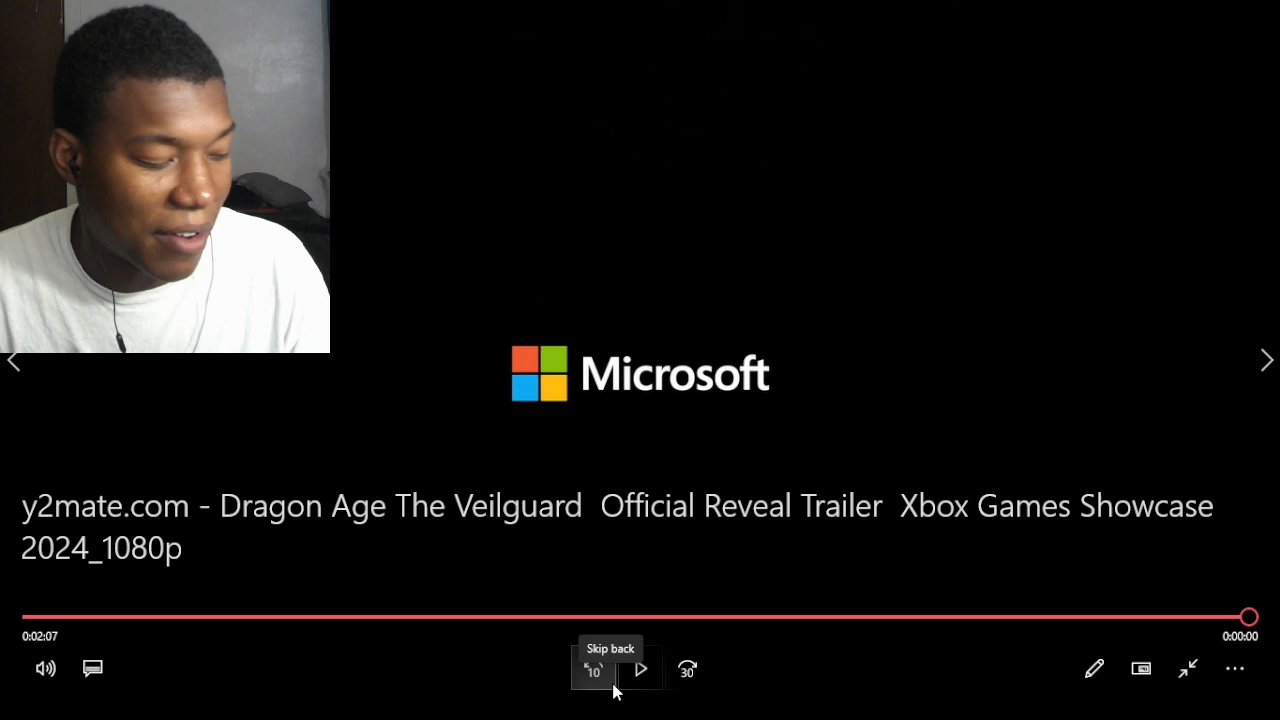 Microsoft
y2mate.com - Dragon Age The Veilguard  Official Reveal Trailer  Xbox Games Showcase
2024_1080p
0:02:07
0:00:00
Skip back
10
30